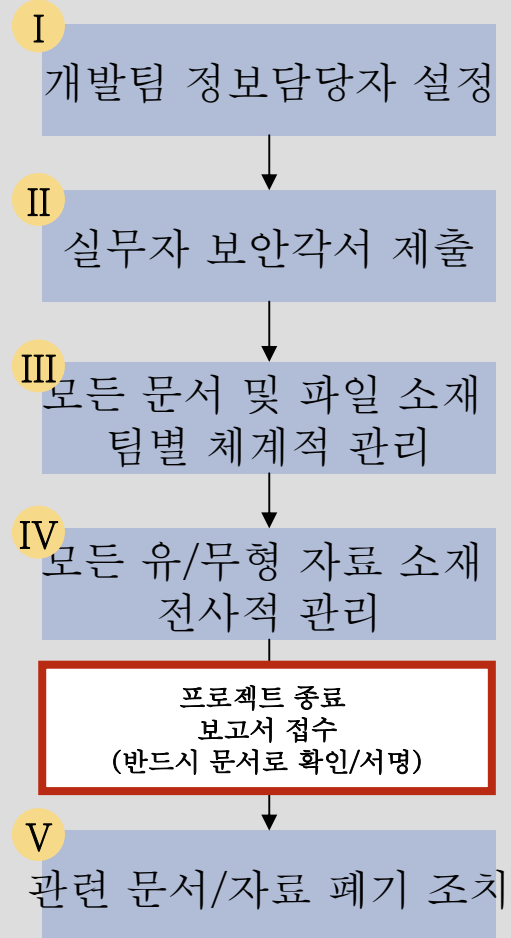 I
개발팀 정보담당자 설정
II
실무자 보안각서 제출
III
모든 문서 및 파일 소재
팀별 체계적 관리
IV
모든 유/무형 자료 소재
전사적 관리
프로젝트 종료
보고서 접수
(반드시 문서로 확인/서명)
V
관련 문서/자료 폐기 조치